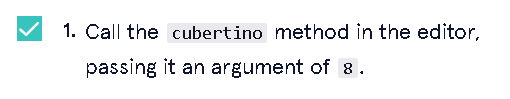 1. Call the cubertino method in the editor,
passing it an argument of 8.